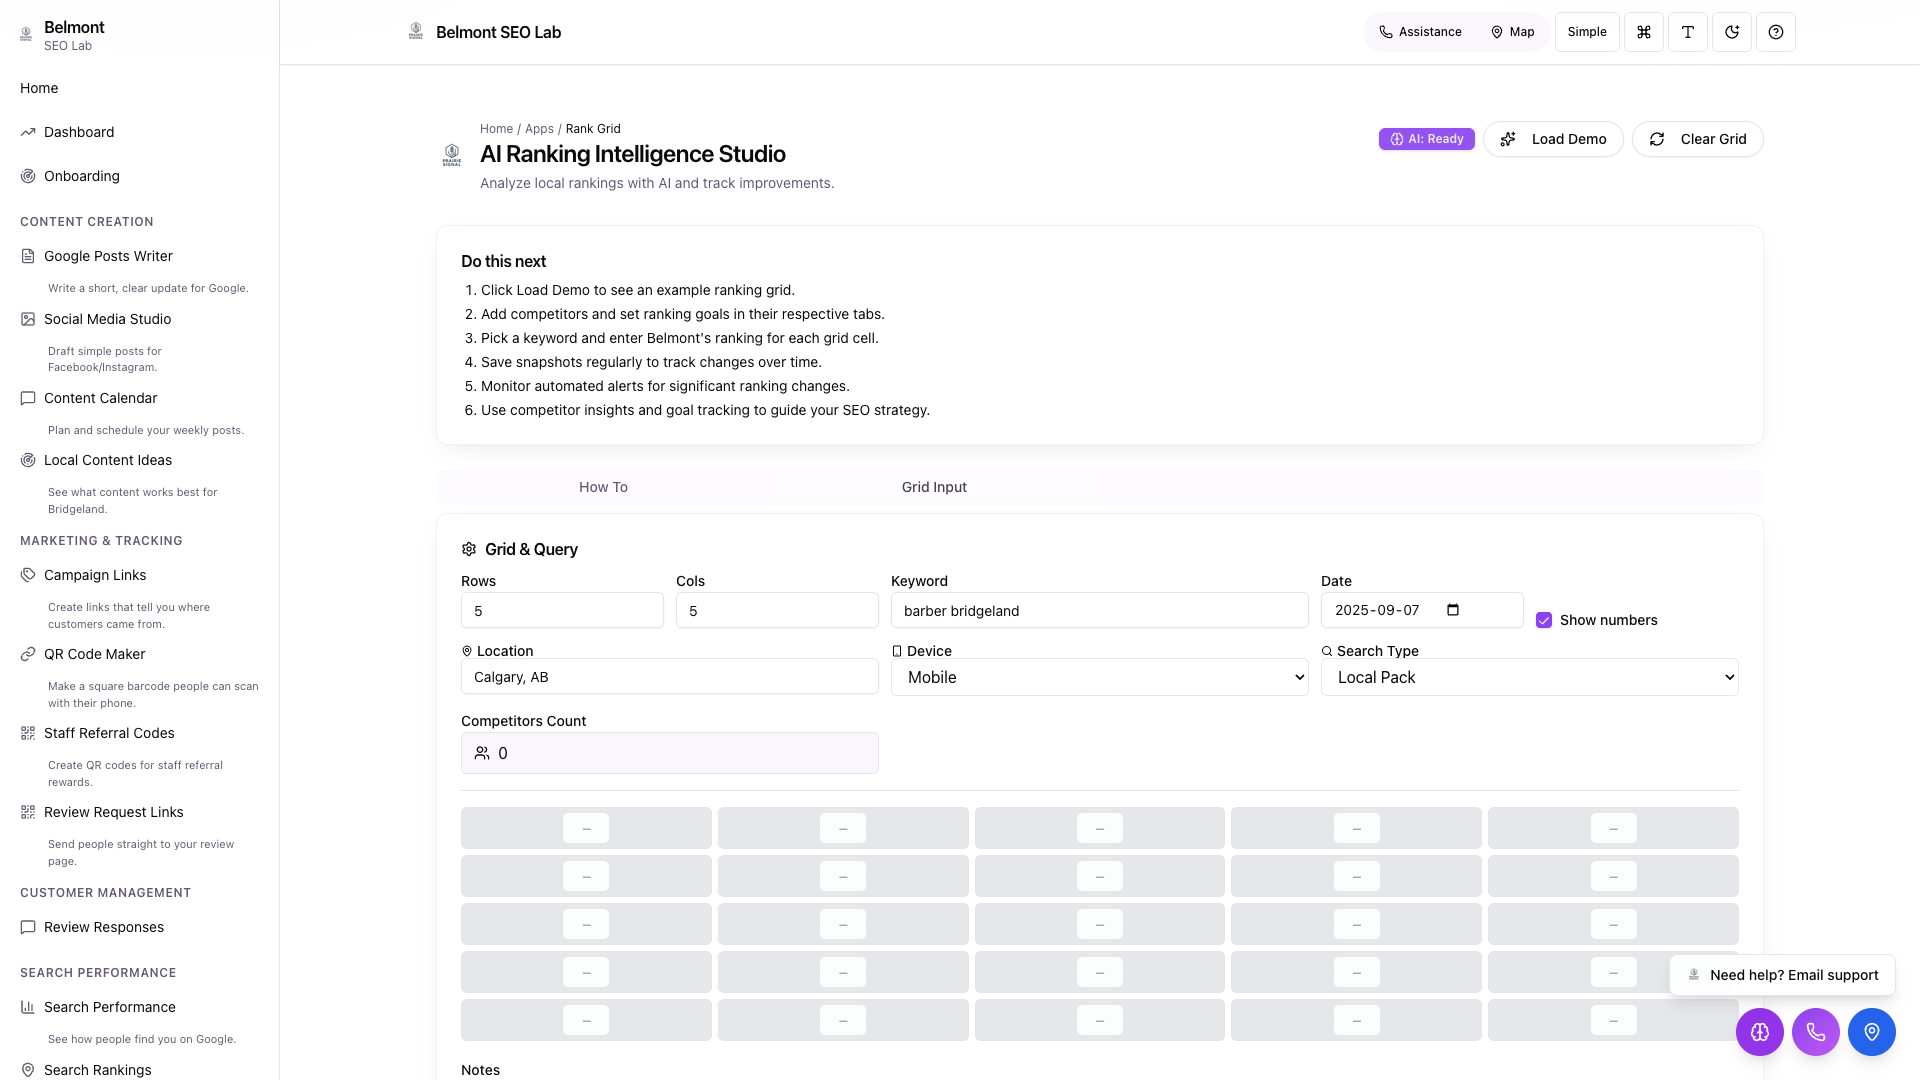 Belmont
SEO Lab
Home
Dashboard
Onboarding
CONTENT CREATION
Google Posts Writer
Write a short, clear update for Google.
Social Media Studio
Draft simple posts for
Facebook/Instagram.
Content Calendar
Plan and schedule your weekly posts.
Local Content Ideas
See what content works best for
Bridgeland.
MARKETING & TRACKING
Campaign Links
Create links that tell you where
customers came from.
QR Code Maker
Make a square barcode people can scan
with their phone.
Staff Referral Codes
Create QR codes for staff referral
rewards.
Review Request Links
Send people straight to your review
page.
CUSTOMER MANAGEMENT
Review Responses
SEARCH PERFORMANCE
Search Performance
See how people find you on Google.
Search Rankings
Belmont SEO Lab
Assistance
Map
Simple
Home / Apps / Rank Grid
AI Ranking Intelligence Studio
Analyze local rankings with AI and track improvements.
AI: Ready
Load Demo
Clear Grid
Do this next
1. Click Load Demo to see an example ranking grid.
2. Add competitors and set ranking goals in their respective tabs.
3. Pick a keyword and enter Belmont's ranking for each grid cell.
4. Save snapshots regularly to track changes over time.
5. Monitor automated alerts for significant ranking changes.
6. Use competitor insights and goal tracking to guide your SEO strategy.
How To
Grid Input
Grid & Query
Rows
Cols
Keyword
Date
5
5
barber bridgeland
2025-09-07
Show numbers
Location
Device
Search Type
Calgary, AB
Mobile
Local Pack
Competitors Count
0
– – – – –
– – – – –
– – – – –
– – – – –
– – – – –
Notes
Need help? Email support